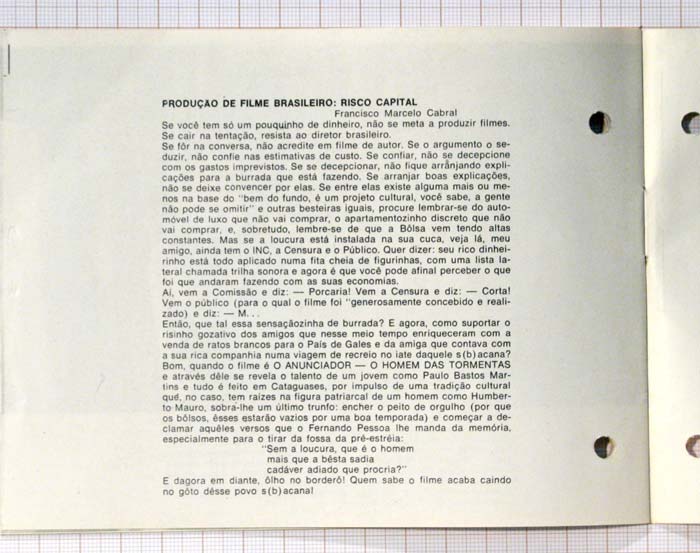 PRODUÇÃO DE FILME BRASILEIRO: RISCO CAPITAL
Francisco Marcelo Cabral
Se você tem só um pouquinho de dinheiro, não se meta a produzir filmes.
Se cair na tentação, resista ao diretor brasileiro.
Se fôr na conversa, não acredite em filme de autor. Se o argumento o se-
duzir, não confie nas estimativas de custo. Se confiar, não se decepcione
com os gastos imprevistos. Se se decepcionar, não fique arranjando expli-
cações para a burrada que está fazendo. Se arranjar boas explicações,
não se deixe convencer por elas. Se entre elas existe alguma mais ou me-
nos na base do "bem do fundo, é um projeto cultural, você sabe, a gente
não pode se omitir" e outras besteiras iguais, procure lembrar-se do auto-
móvel de luxo que não vai comprar, o apartamentozinho discreto que não
vai comprar, e, sobretudo, lembre-se de que a Bôlsa vem tendo altas
constantes. Mas se a loucura está instalada na sua cuca, veja lá, meu
amigo, ainda tem o INC, a Censura e o Público. Quer dizer: seu rico dinhei-
rinho está todo aplicado numa fita cheia de figurinhas, com uma lista la-
teral chamada trilha sonora e agora é que você pode afinal perceber o que
foi que andaram fazendo com as suas economias.
Aí, vem a Comissão e diz: — Porcaria! Vem a Censura e diz: — Corta!
Vem o público (para o qual o filme foi "generosamente concebido e reali-
zado) e diz: — M...
Então, que tal essa sensaçãozinha de burrada? E agora, como suportar o
risinho gozativo dos amigos que nesse meio tempo enriqueceram com a
venda de ratos brancos para o País de Gales e da amiga que contava com
a sua rica companhia numa viagem de recreio no iate daquele s(b)acana?
Bom, quando o filme é O ANUNCIADOR — O HOMEM DAS TORMENTAS
e através dêle se revela o talento de um jovem como Paulo Bastos Mar-
tins e tudo é feito em Cataguases, por impulso de uma tradição cultural
que, no caso, tem raízes na figura patriarcal de um homem como Humber-
to Mauro, sobra-lhe um último trunfo: encher o peito de orgulho (por que
os bôlsos, êsses estarão vazios por uma boa temporada) e começar a de-
clamar aquêles versos que o Fernando Pessoa lhe manda da memória,
especialmente para o tirar da fossa da pré-estréia:
"Sem a loucura, que é o homem
mais que a bêsta sadia
cadáver adiado que procria?"
E dagora em diante, ôlho no borderô! Quem sabe o filme acaba caindo
no gôto dêsse povo s(b)acana!